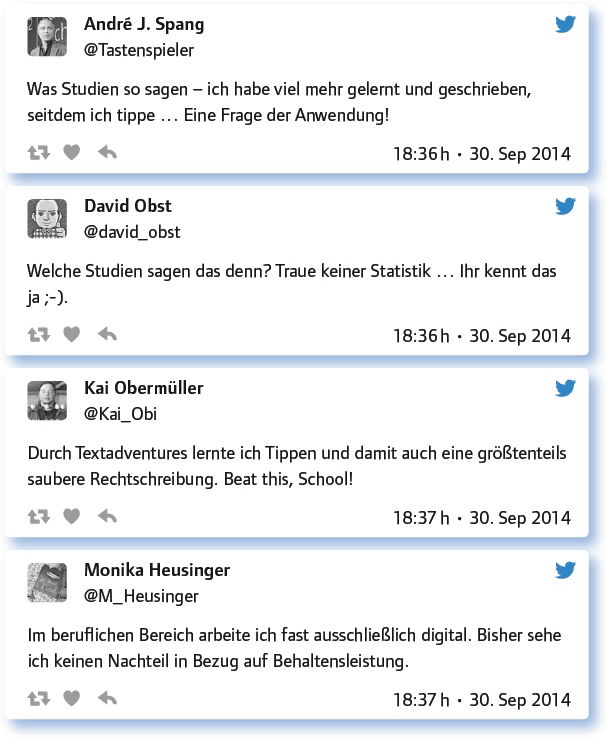 André J. Spang
@Tastenspieler
Was Studien so sagen – ich habe viel mehr gelernt und geschrieben,
seitdem ich tippe … Eine Frage der Anwendung!
18:36 h • 30. Sep 2014
David Obst
@david_obst
Welche Studien sagen das denn? Traue keiner Statistik … Ihr kennt das
ja ;-).
18:36 h • 30. Sep 2014
Kai Obermüller
@Kai_Obi
Durch Textadventures lernte ich Tippen und damit auch eine größtenteils
saubere Rechtschreibung. Beat this, School!
18:37 h • 30. Sep 2014
Monika Heusinger
@M_Heusinger
Im beruflichen Bereich arbeite ich fast ausschließlich digital. Bisher sehe
ich keinen Nachteil in Bezug auf Behaltensleistung.
18:37 h • 30. Sep 2014